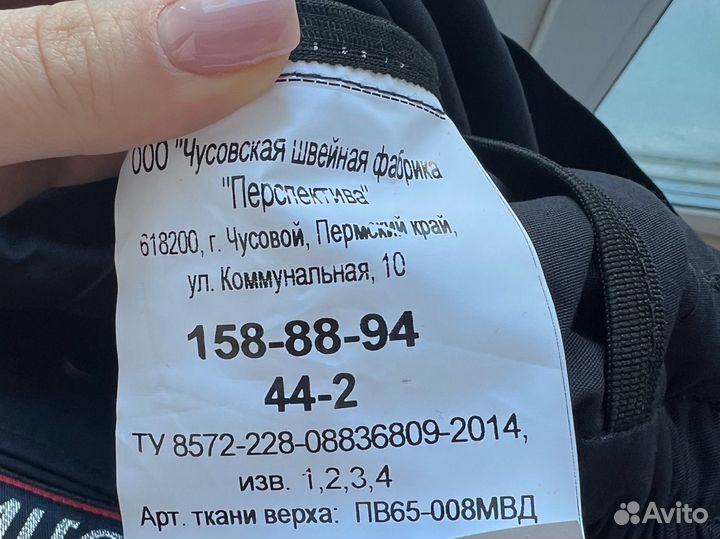 ООО "Чусовская швейная фабрика
"Перспектива"
618200, г. Чусовой, Пермский край,
ул. Коммунальная, 10
158-88-94
44-2
ТУ 8572-228-08836809-2014,
изв. 1,2,3,4
Арт. ткани верха: ПВ65-008МВД
Avito